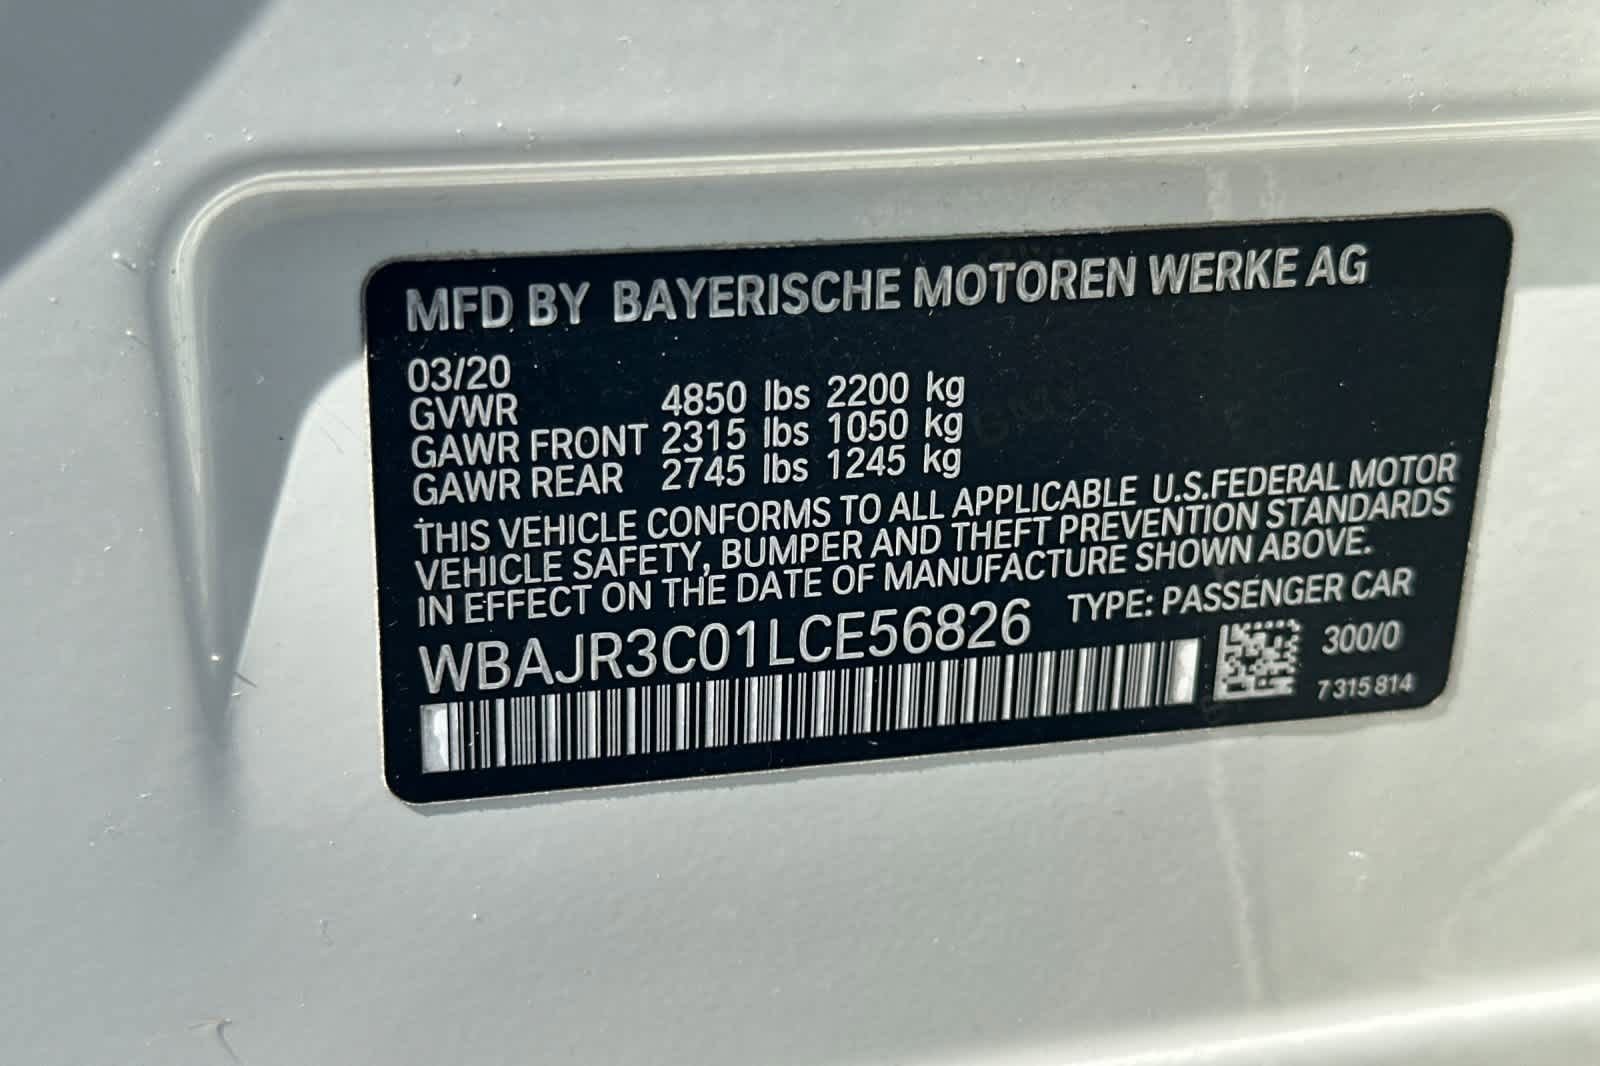 MFD BY BAYERISCHE MOTOREN WERKE AG
03/20
GVWR 4850 lbs 2200 kg
GAWR FRONT 2315 lbs 1050 kg
GAWR REAR 2745 lbs 1245 kg
THIS VEHICLE CONFORMS TO ALL APPLICABLE U.S.FEDERAL MOTOR
VEHICLE SAFETY, BUMPER AND THEFT PREVENTION STANDARDS
IN EFFECT ON THE DATE OF MANUFACTURE SHOWN ABOVE.
WBAJR3C01LCE56826 TYPE: PASSENGER CAR
300/0
7 315 814